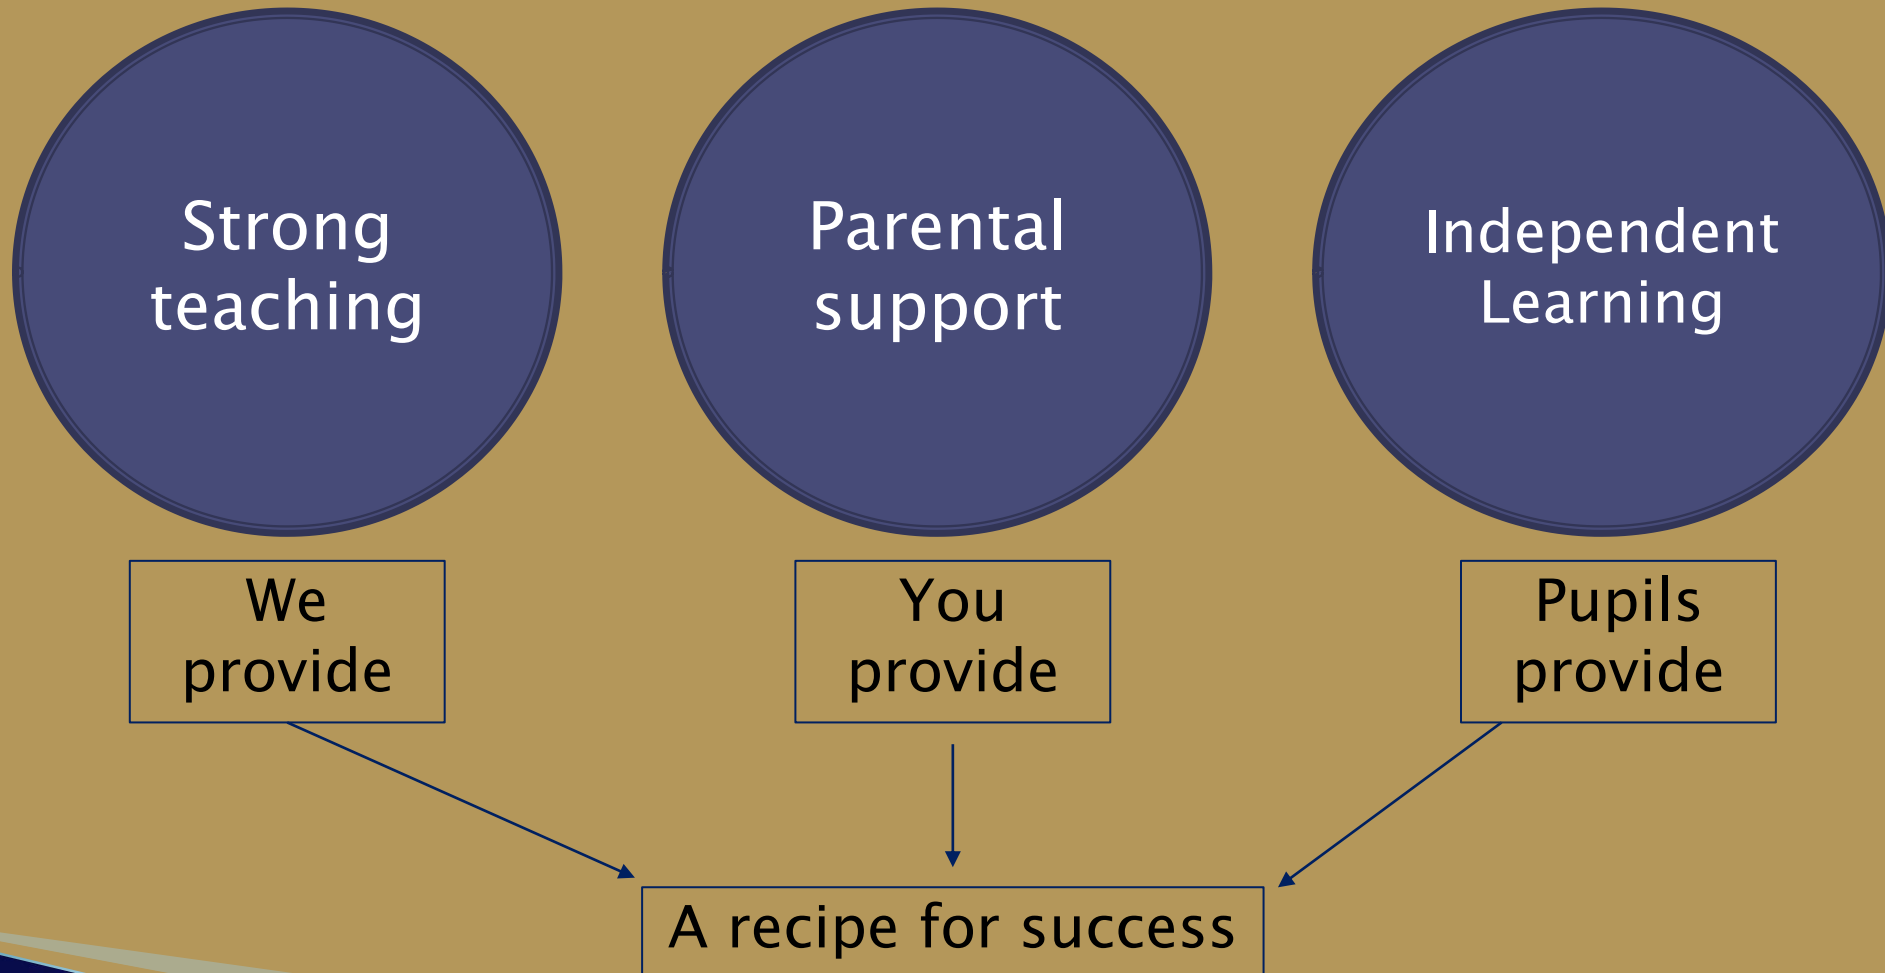 Strong
teaching
Parental
support
Independent
Learning
We
provide
You
provide
Pupils
provide
A recipe for success